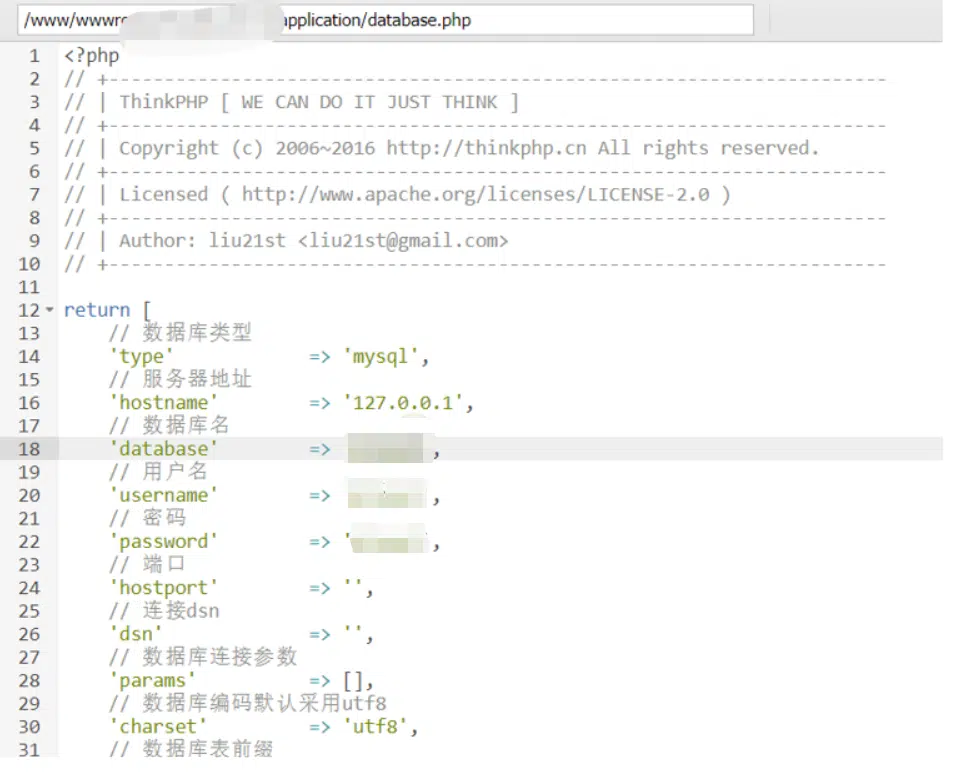 /www/wwwro application/database.php
1 <?php
2 // +----------------------------------------------------------------------
3 // | ThinkPHP [ WE CAN DO IT JUST THINK ]
4 // +----------------------------------------------------------------------
5 // | Copyright (c) 2006~2016 http://thinkphp.cn All rights reserved.
6 // +----------------------------------------------------------------------
7 // | Licensed ( http://www.apache.org/licenses/LICENSE-2.0 )
8 // +----------------------------------------------------------------------
9 // | Author: liu21st <liu21st@gmail.com>
10 // +----------------------------------------------------------------------
11
12 return [
13 // 数据库类型
14 'type' => 'mysql',
15 // 服务器地址
16 'hostname' => '127.0.0.1',
17 // 数据库名
18 'database' => ,
19 // 用户名
20 'username' => ,
21 // 密码
22 'password' => ' ,
23 // 端口
24 'hostport' => '',
25 // 连接dsn
26 'dsn' => '',
27 // 数据库连接参数
28 'params' => [],
29 // 数据库编码默认采用utf8
30 'charset' => 'utf8',
31 // 数据库表前缀